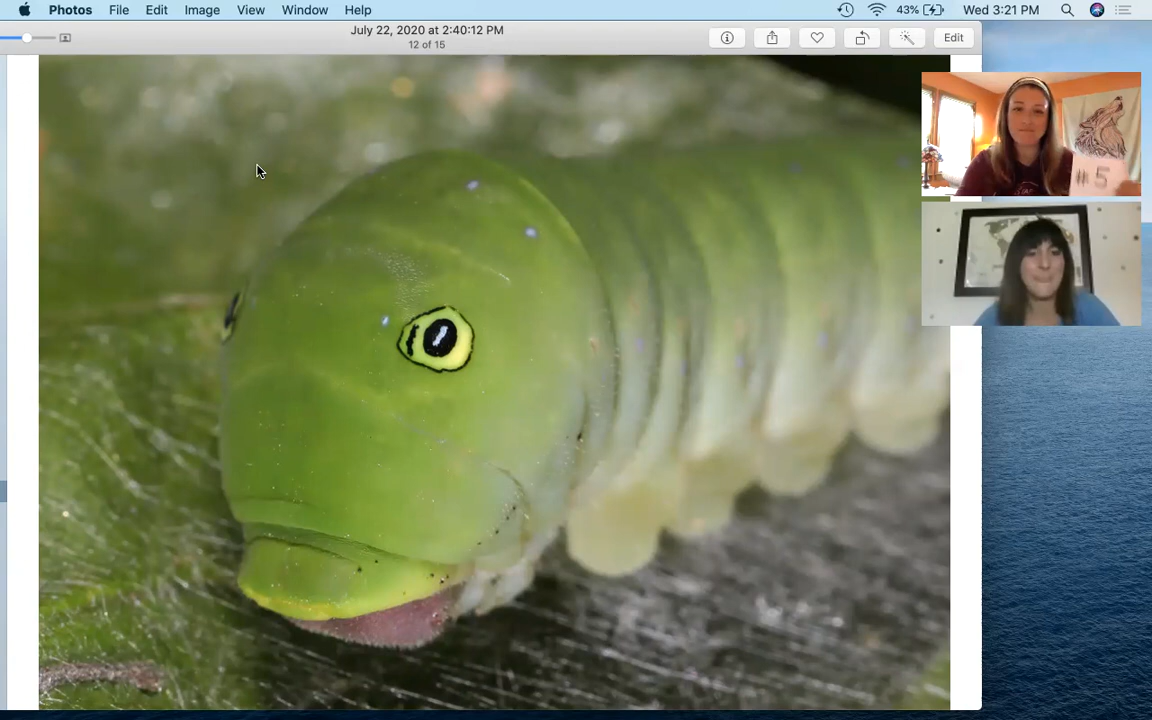 Photos File Edit Image View Window Help 43% Wed 3:21 PM
July 22, 2020 at 2:40:12 PM
12 of 15
Edit
#5